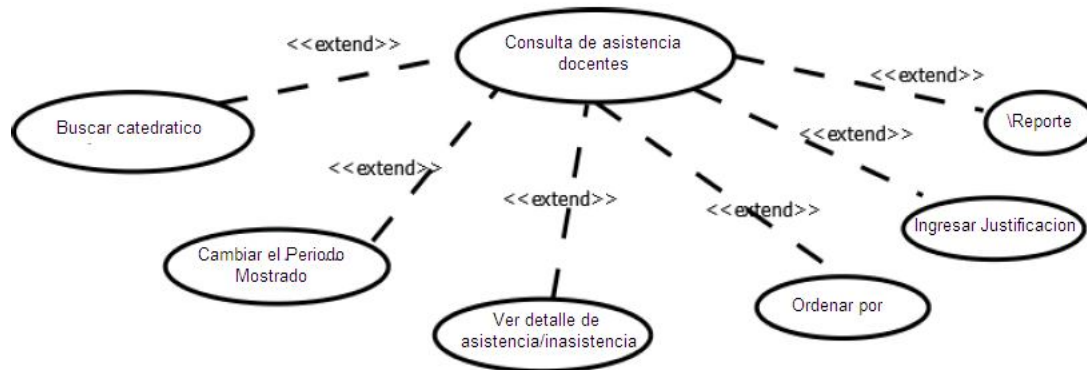 Consulta de asistencia
docentes
<<extend>>
<<extend>>
Buscar catedratico
\Reporte
<<extend>>
<<extend>>
<<extend>>
<<extend>>
Ingresar Justificacion
Cambiar el .Periodo
Mostrado
Ordenar por
Ver detalle de
asistencia/inasistencia